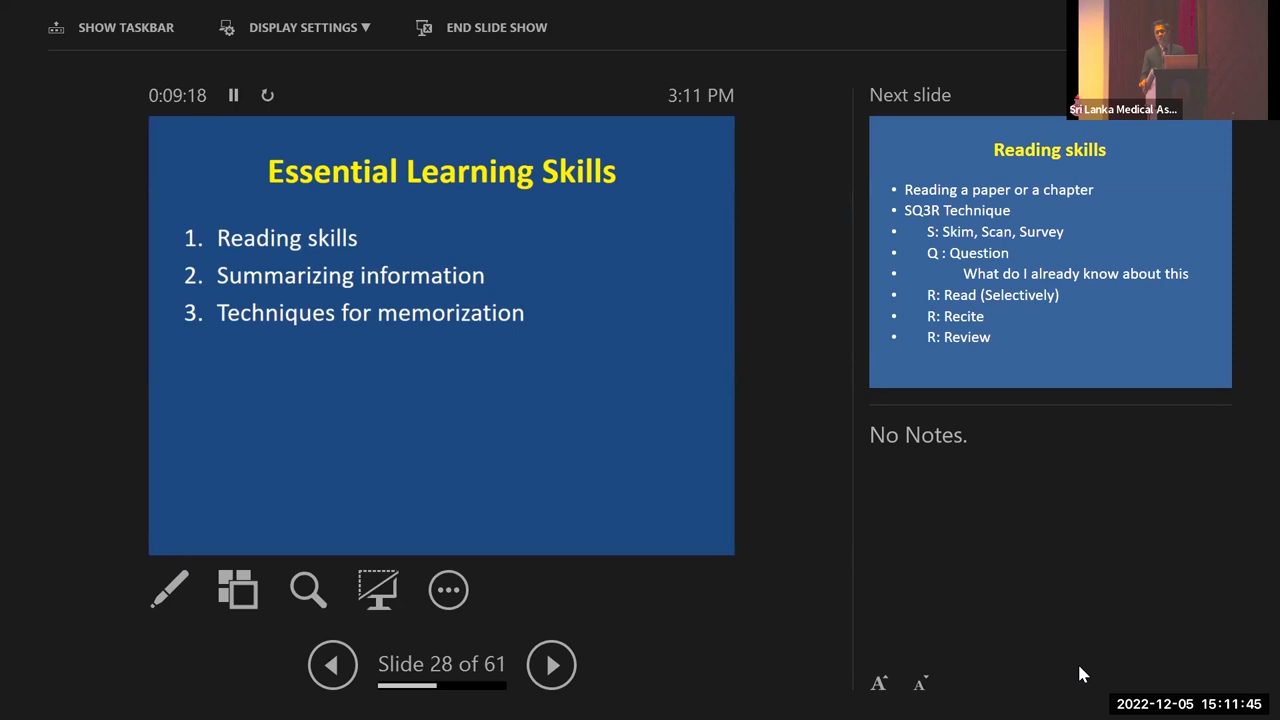 SHOW TASKBAR
DISPLAY SETTINGS ▼
END SLIDE SHOW
0:09:18
3:11 PM
Essential Learning Skills
1. Reading skills
2. Summarizing information
3. Techniques for memorization
Slide 28 of 61
Next slide
Sri Lanka Medical As...
Reading skills
• Reading a paper or a chapter
• SQ3R Technique
• S: Skim, Scan, Survey
• Q : Question
• What do I already know about this
• R: Read (Selectively)
• R: Recite
• R: Review
No Notes.
A A
2022-12-05 15:11:45